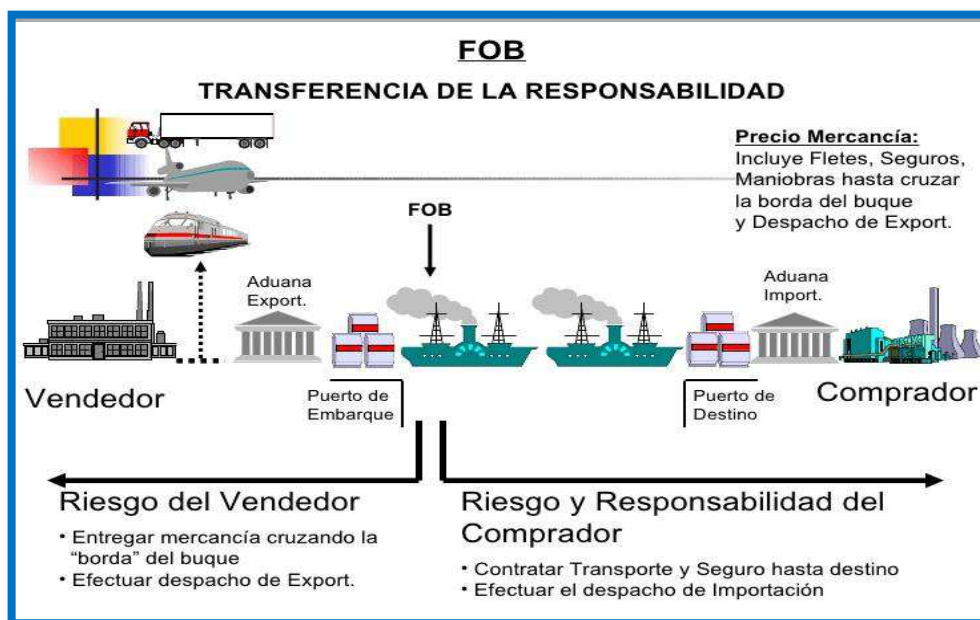 FOB
TRANSFERENCIA DE LA RESPONSABILIDAD
Precio Mercancía:
Incluye Fletes, Seguros,
Maniobras hasta cruzar
la borda del buque
y Despacho de Export.
FOB
Aduana
Export.
Aduana
Import.
Vendedor
Puerto de
Embarque
Puerto de
Destino
Comprador
Riesgo del Vendedor
• Entregar mercancía cruzando la
“borda” del buque
• Efectuar despacho de Export.
Riesgo y Responsabilidad del
Comprador
• Contratar Transporte y Seguro hasta destino
• Efectuar el despacho de Importación